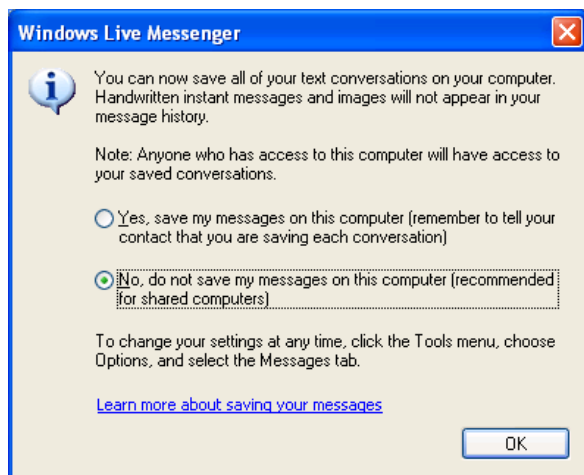 Windows Live Messenger
You can now save all of your text conversations on your computer.
Handwritten instant messages and images will not appear in your
message history.
Note: Anyone who has access to this computer will have access to
your saved conversations.
Yes, save my messages on this computer (remember to tell your
contact that you are saving each conversation)
No, do not save my messages on this computer (recommended
for shared computers)
To change your settings at any time, click the Tools menu, choose
Options, and select the Messages tab.
Learn more about saving your messages
OK